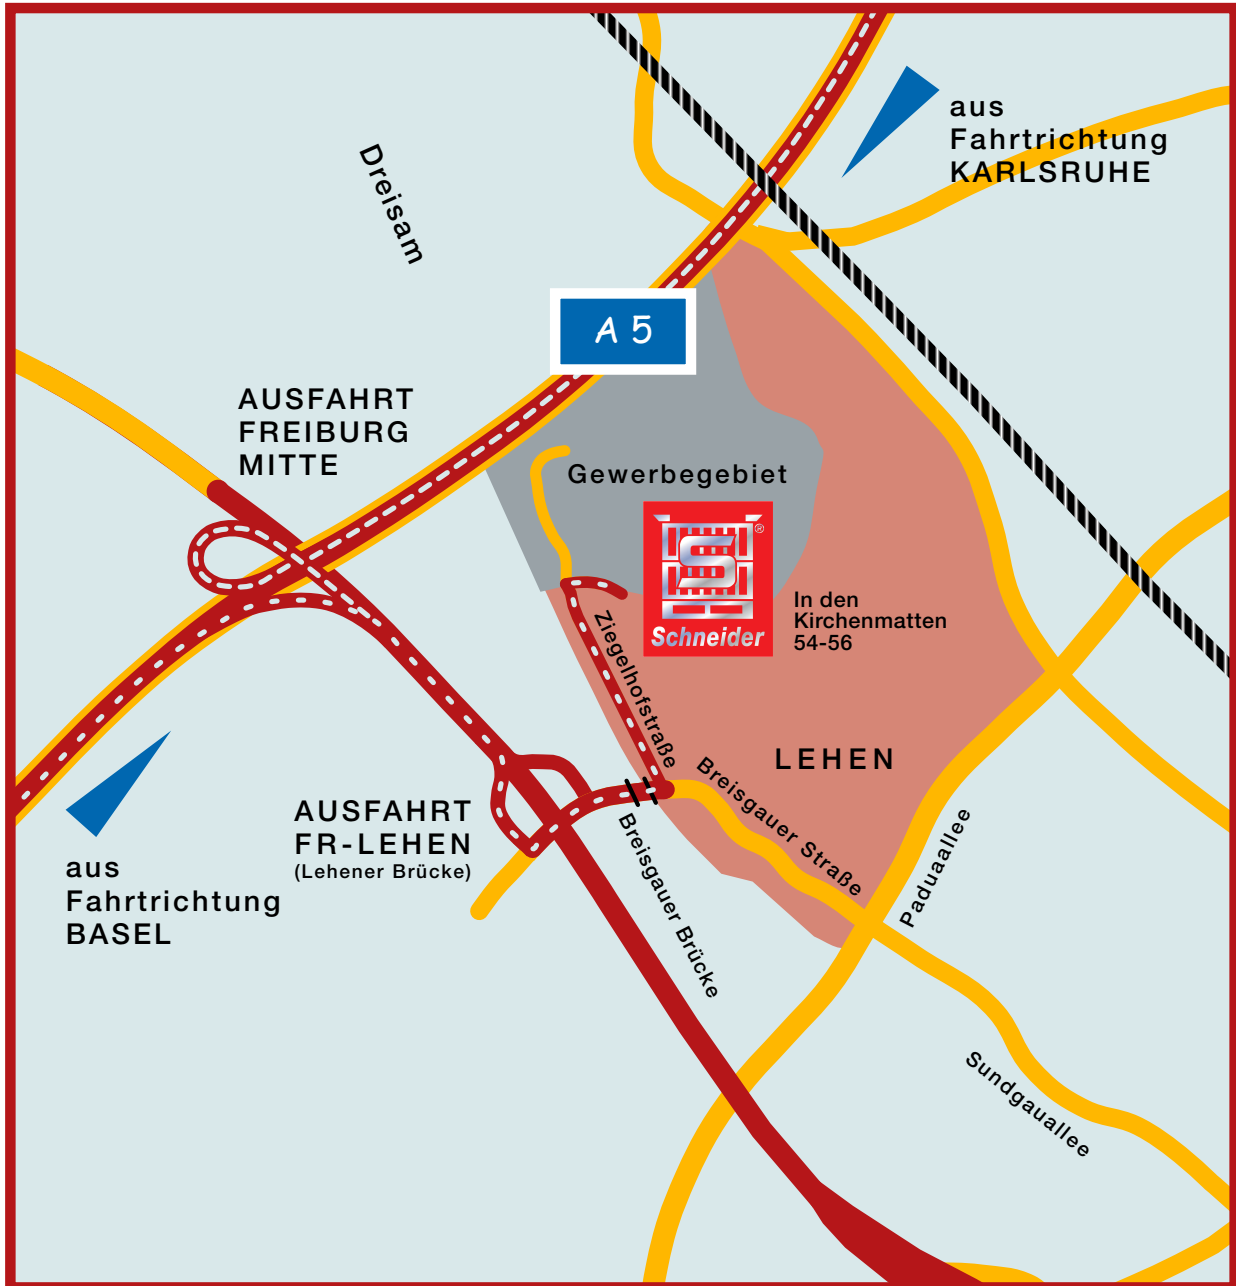 aus
Fahrtrichtung
KARLSRUHE
Dreisam
A 5
AUSFAHRT
FREIBURG
MITTE
Gewerbegebiet
®
Schneider
In den
Kirchenmatten
54-56
Ziegelhofstraße
LEHEN
Breisgauer Straße
AUSFAHRT
FR-LEHEN
(Lehener Brücke)
Breisgauer Brücke
Paduaallee
aus
Fahrtrichtung
BASEL
Sundgauallee